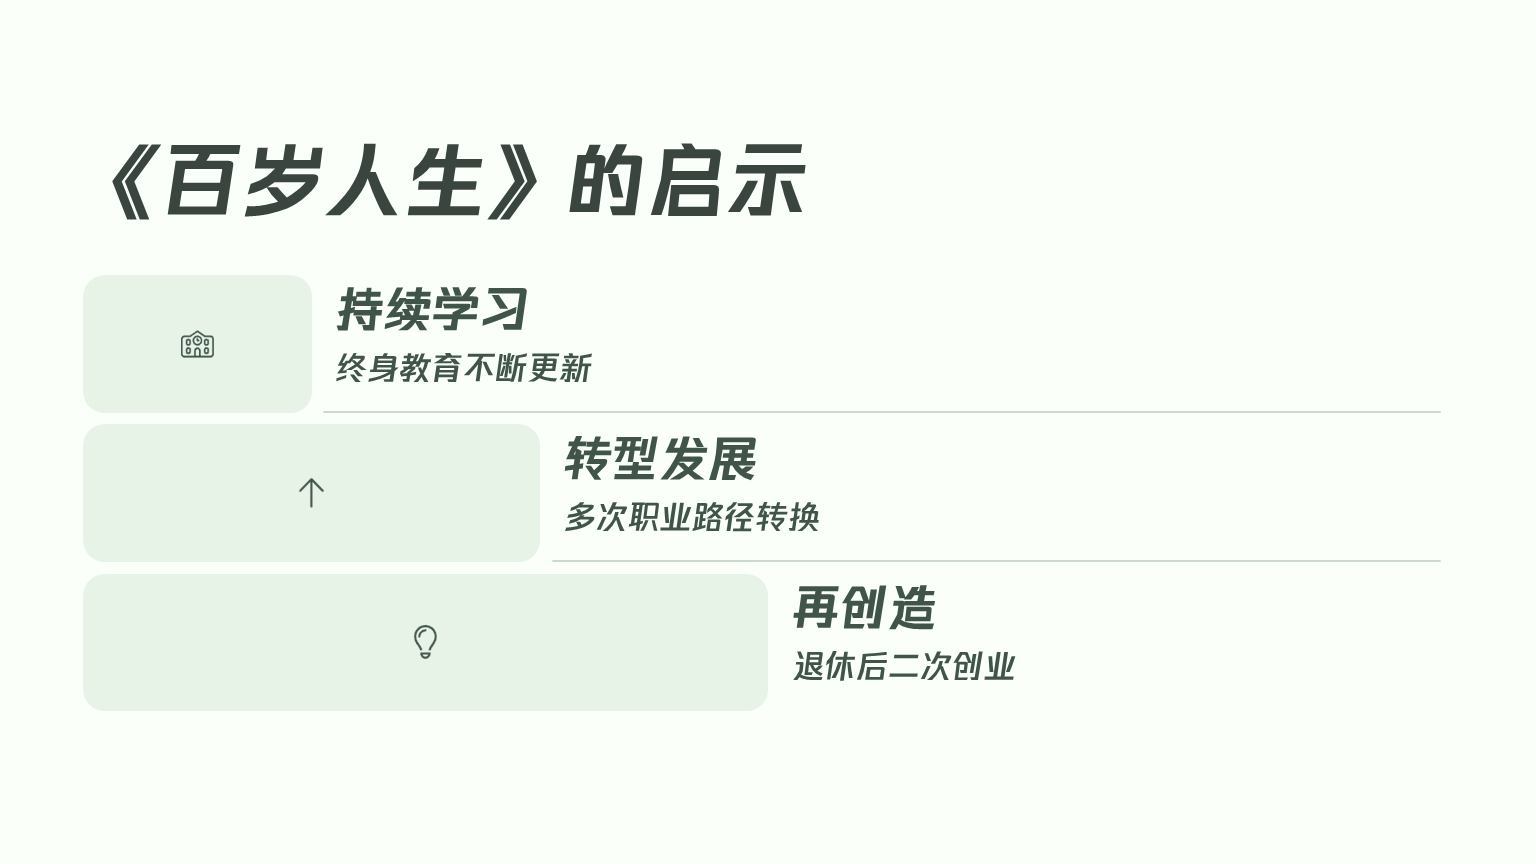 《百岁人生》的启示
持续学习
终身教育不断更新
转型发展
多次职业路径转换
再创造
退休后二次创业